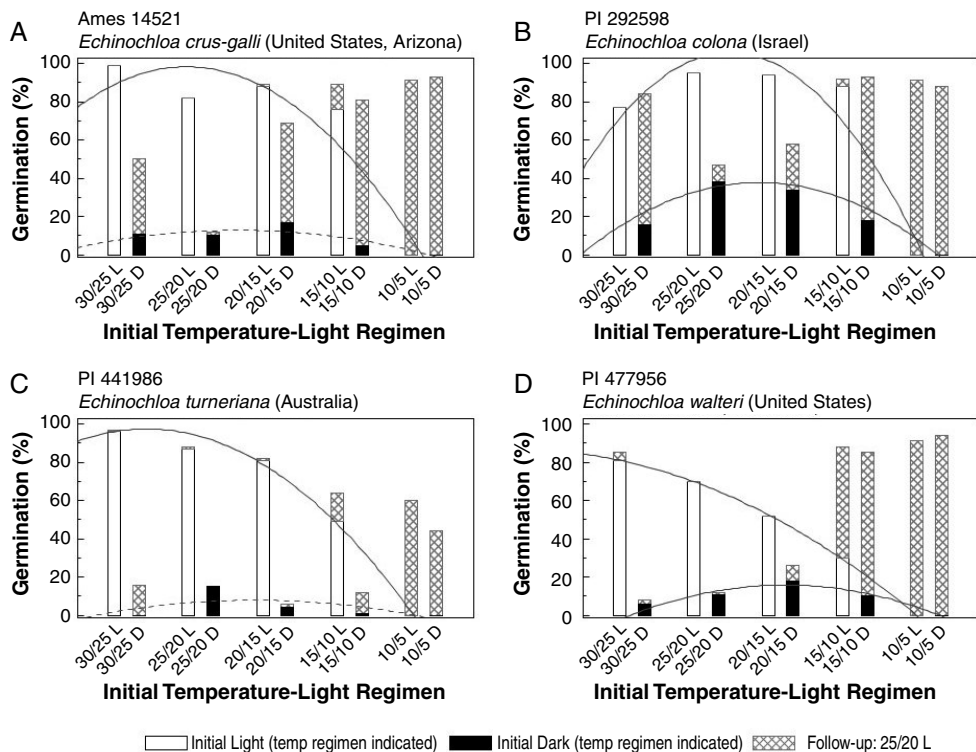 A
Ames 14521
Echinochloa crus-galli (United States, Arizona)
Germination (%)
100
80
60
40
20
0
30/25 L
30/25 D
25/20 L
25/20 D
20/15 L
20/15 D
15/10 L
15/10 D
10/5 L
10/5 D
Initial Temperature-Light Regimen
B
PI 292598
Echinochloa colona (Israel)
Germination (%)
100
80
60
40
20
0
30/25 L
30/25 D
25/20 L
25/20 D
20/15 L
20/15 D
15/10 L
15/10 D
10/5 L
10/5 D
Initial Temperature-Light Regimen
C
PI 441986
Echinochloa turneriana (Australia)
Germination (%)
100
80
60
40
20
0
30/25 L
30/25 D
25/20 L
25/20 D
20/15 L
20/15 D
15/10 L
15/10 D
10/5 L
10/5 D
Initial Temperature-Light Regimen
D
PI 477956
Echinochloa walteri (United States)
Germination (%)
100
80
60
40
20
0
30/25 L
30/25 D
25/20 L
25/20 D
20/15 L
20/15 D
15/10 L
15/10 D
10/5 L
10/5 D
Initial Temperature-Light Regimen
Initial Light (temp regimen indicated) Initial Dark (temp regimen indicated) Follow-up: 25/20 L